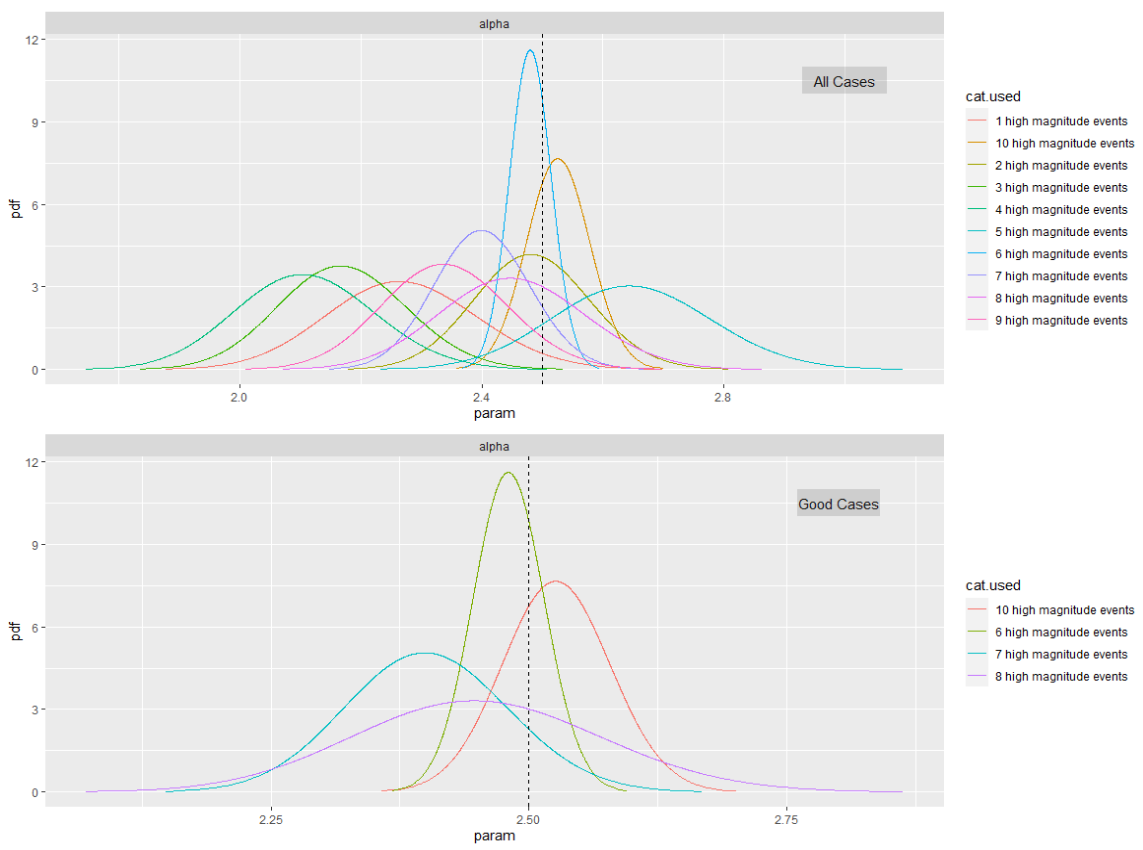 alpha
12
9
6
3
0
pdf
All Cases
2.0 2.4 2.8
param
cat.used
1 high magnitude events
10 high magnitude events
2 high magnitude events
3 high magnitude events
4 high magnitude events
5 high magnitude events
6 high magnitude events
7 high magnitude events
8 high magnitude events
9 high magnitude events
alpha
12
9
6
3
0
pdf
Good Cases
2.25 2.50 2.75
param
cat.used
10 high magnitude events
6 high magnitude events
7 high magnitude events
8 high magnitude events